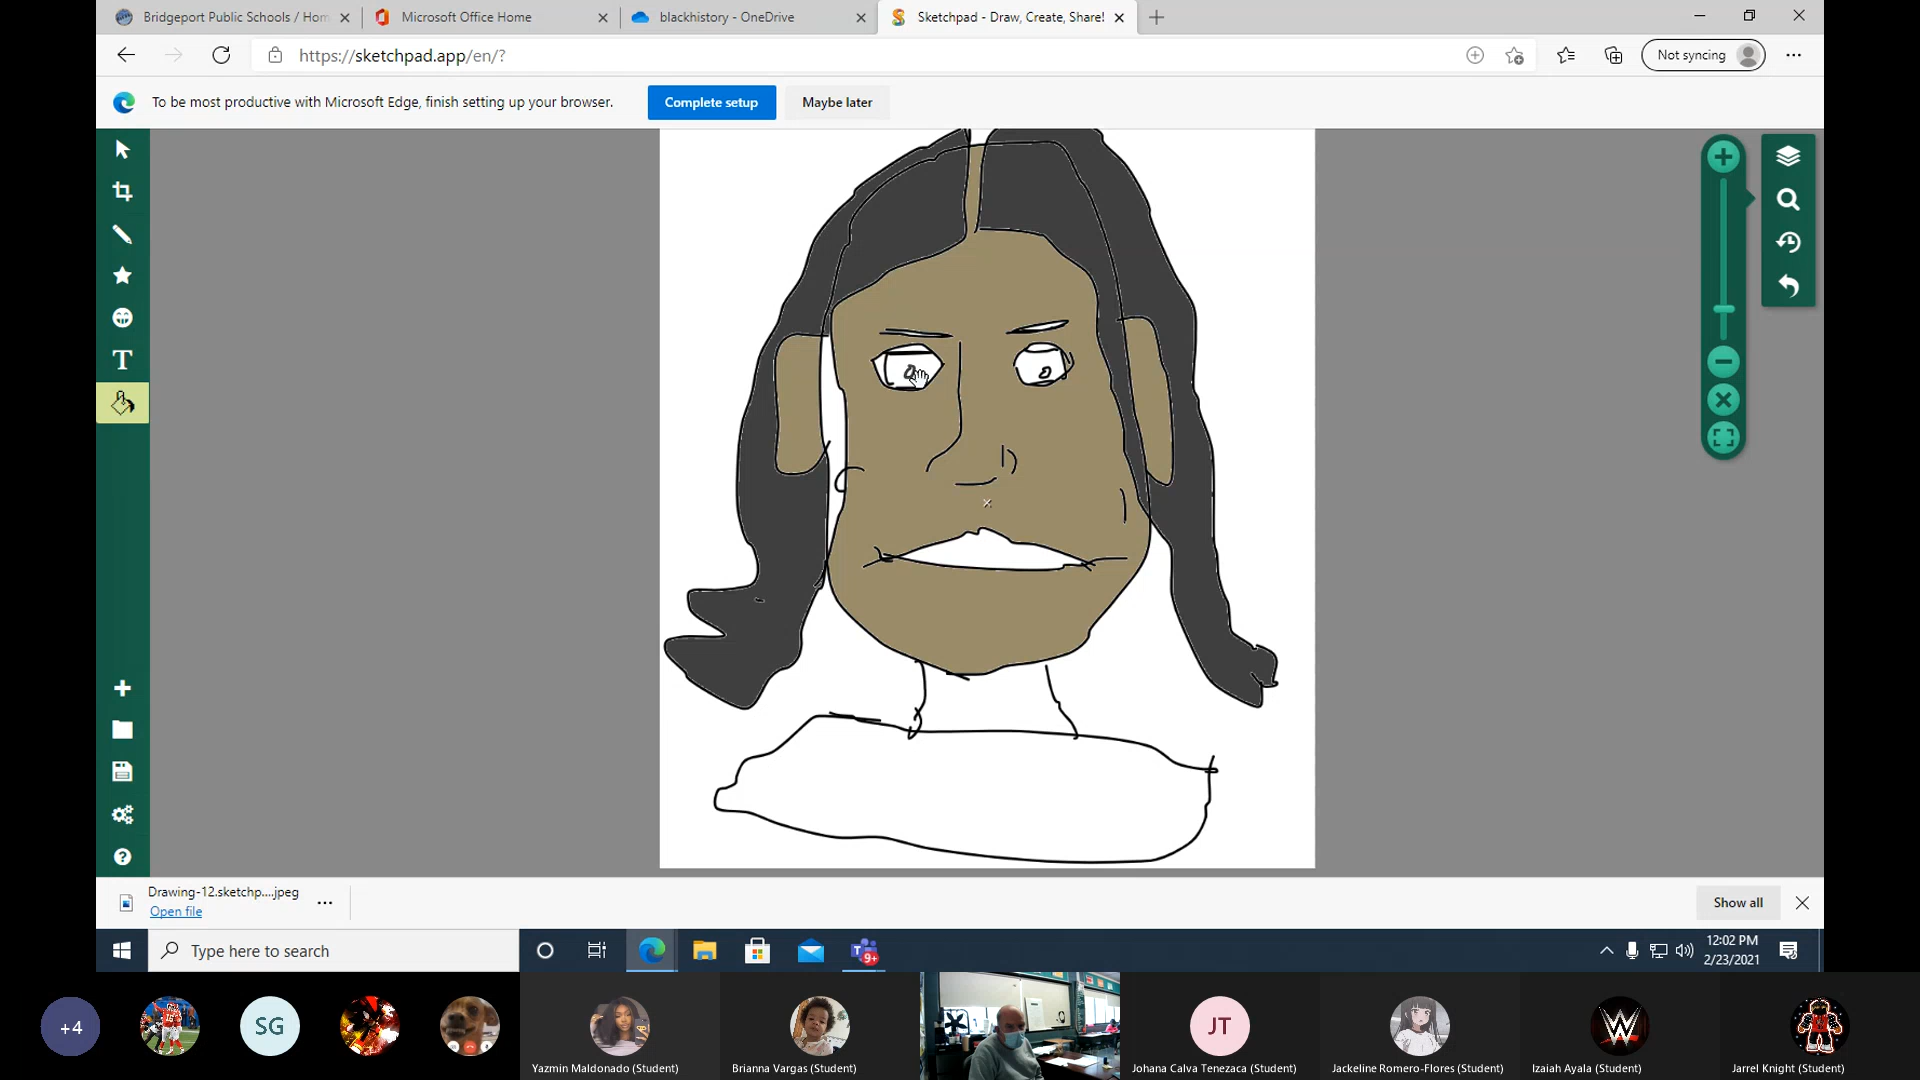 Bridgeport Public Schools / Hom
Microsoft Office Home
blackhistory - OneDrive
Sketchpad - Draw, Create, Share!
https://sketchpad.app/en/?
Not syncing
To be most productive with Microsoft Edge, finish setting up your browser.
Complete setup
Maybe later
T
Drawing-12.sketchp....jpeg
Open file
Show all
Type here to search
9+
12:02 PM
2/23/2021
+4
SG
JT
Yazmin Maldonado (Student)
Brianna Vargas (Student)
Johana Calva Tenezaca (Student)
Jackeline Romero-Flores (Student)
Izaiah Ayala (Student)
Jarrel Knight (Student)